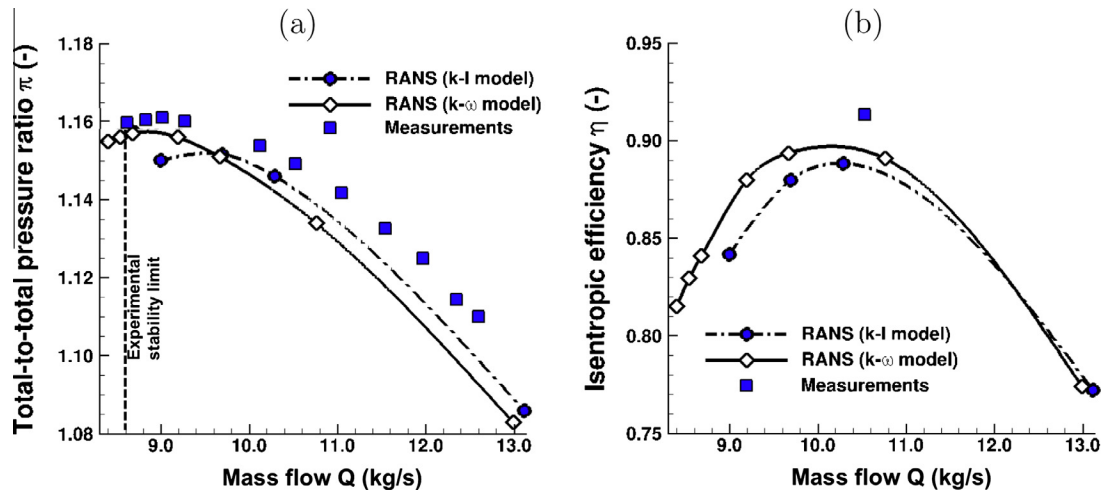 (a)
Total-to-total pressure ratio π (-)
1.18
1.16
1.14
1.12
1.10
1.08
RANS (k-l model)
RANS (k-ω model)
Measurements
Experimental
stability limit
9.0
10.0
11.0
12.0
13.0
Mass flow Q (kg/s)
(b)
Isentropic efficiency η (-)
0.95
0.90
0.85
0.80
0.75
RANS (k-l model)
RANS (k-ω model)
Measurements
9.0
10.0
11.0
12.0
13.0
Mass flow Q (kg/s)